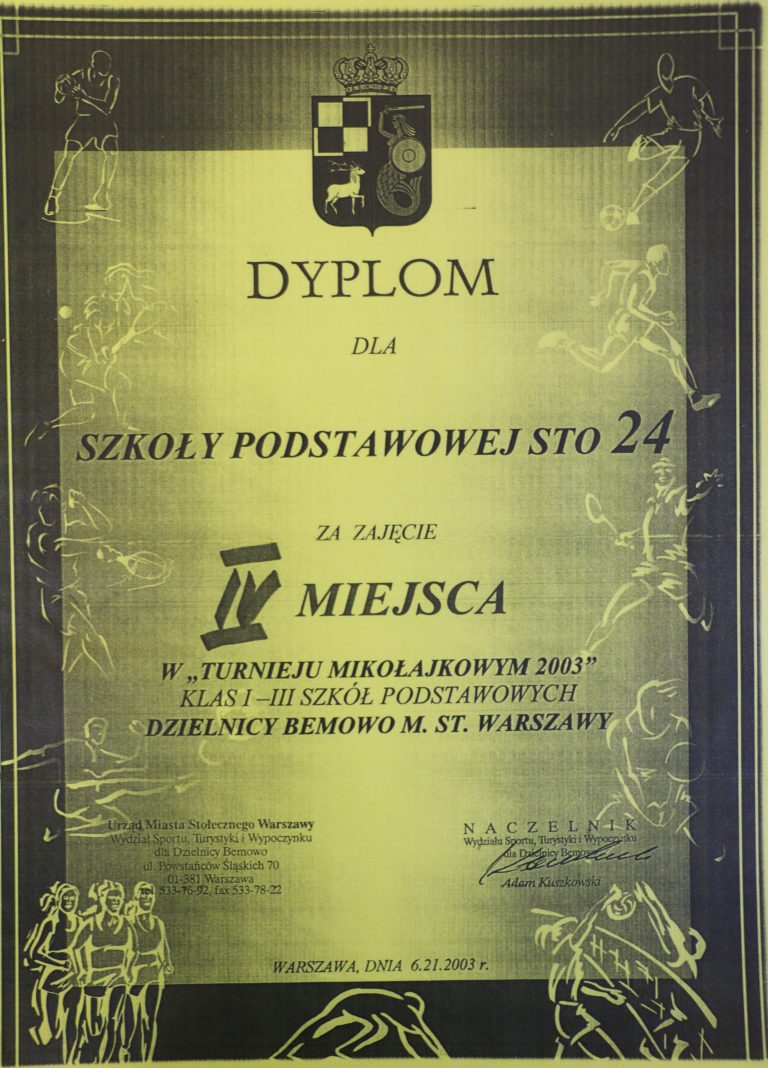 DYPLOM
DLA
SZKOŁY PODSTAWOWEJ STO 24
ZA ZAJĘCIE
IV MIEJSCA
W „TURNIEJU MIKOŁAJKOWYM 2003”
KLAS I –III SZKÓŁ PODSTAWOWYCH
DZIELNICY BEMOWO M. ST. WARSZAWY
Urząd Miasta Stołecznego Warszawy
Wydział Sportu, Turystyki i Wypoczynku
dla Dzielnicy Bemowo
ul. Powstańców Śląskich 70
01-381 Warszawa
tel. 533-76-92, fax 533-78-22
NACZELNIK
Wydziału Sportu, Turystyki i Wypoczynku
dla Dzielnicy Bemowo
Adam Kuszkowski
WARSZAWA, DNIA 6.21.2003 r.